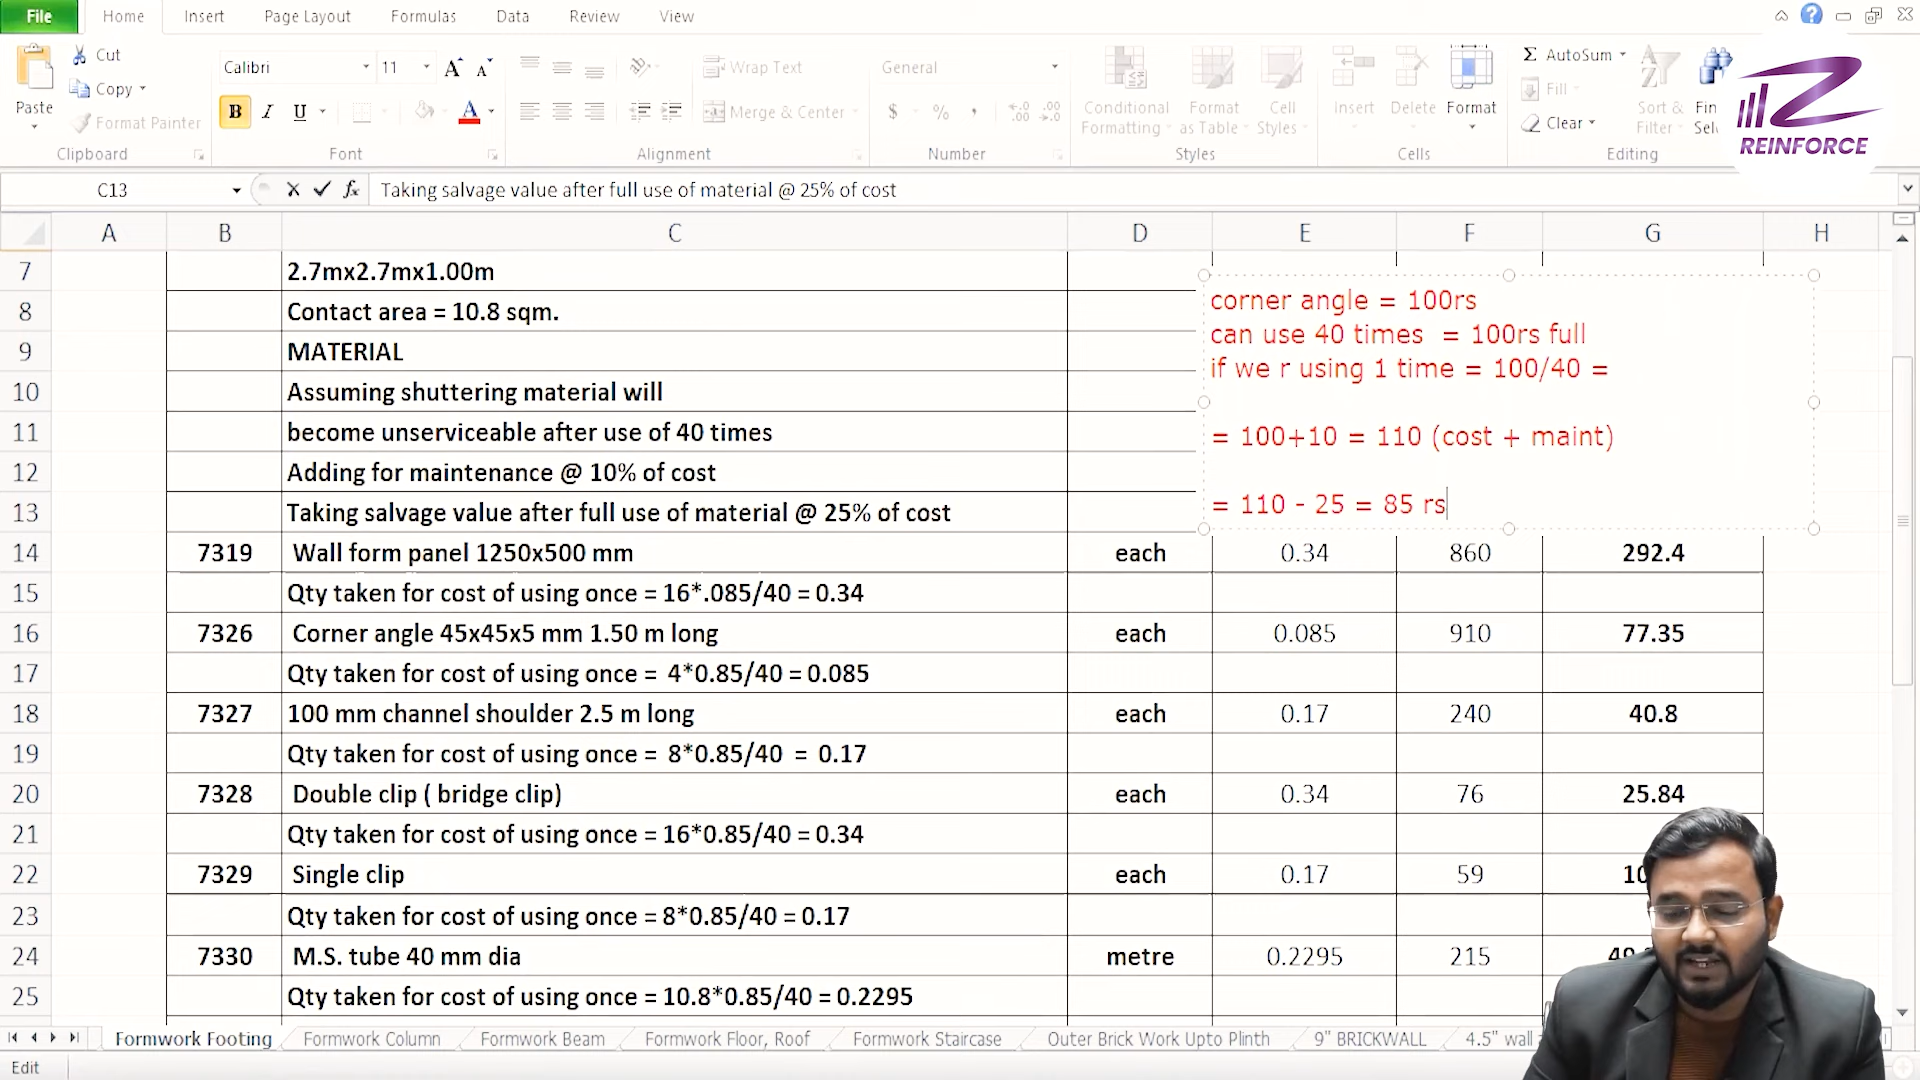 File Home Insert Page Layout Formulas Data Review View
Cut
Copy
Format Painter
Paste
Clipboard
Calibri 11
B I U
Font
Wrap Text
Merge & Center
Alignment
General
$ % ,
Number
Conditional Formatting
Format as Table
Cell Styles
Styles
Insert Delete Format
Cells
Σ AutoSum
Fill
Clear
Sort & Filter
Editing
REINFORCE
C13 fx Taking salvage value after full use of material @ 25% of cost
A B C D E F G H
7 2.7mx2.7mx1.00m
8 Contact area = 10.8 sqm.
9 MATERIAL
10 Assuming shuttering material will
11 become unserviceable after use of 40 times
12 Adding for maintenance @ 10% of cost
13 Taking salvage value after full use of material @ 25% of cost
corner angle = 100rs
can use 40 times = 100rs full
if we r using 1 time = 100/40 =
= 100+10 = 110 (cost + maint)
= 110 - 25 = 85 rs
14 7319 Wall form panel 1250x500 mm each 0.34 860 292.4
15 Qty taken for cost of using once = 16*.085/40 = 0.34
16 7326 Corner angle 45x45x5 mm 1.50 m long each 0.085 910 77.35
17 Qty taken for cost of using once = 4*0.85/40 = 0.085
18 7327 100 mm channel shoulder 2.5 m long each 0.17 240 40.8
19 Qty taken for cost of using once = 8*0.85/40 = 0.17
20 7328 Double clip ( bridge clip) each 0.34 76 25.84
21 Qty taken for cost of using once = 16*0.85/40 = 0.34
22 7329 Single clip each 0.17 59
23 Qty taken for cost of using once = 8*0.85/40 = 0.17
24 7330 M.S. tube 40 mm dia metre 0.2295 215
25 Qty taken for cost of using once = 10.8*0.85/40 = 0.2295
Formwork Footing Formwork Column Formwork Beam Formwork Floor, Roof Formwork Staircase Outer Brick Work Upto Plinth 9" BRICKWALL 4.5" wall
Edit